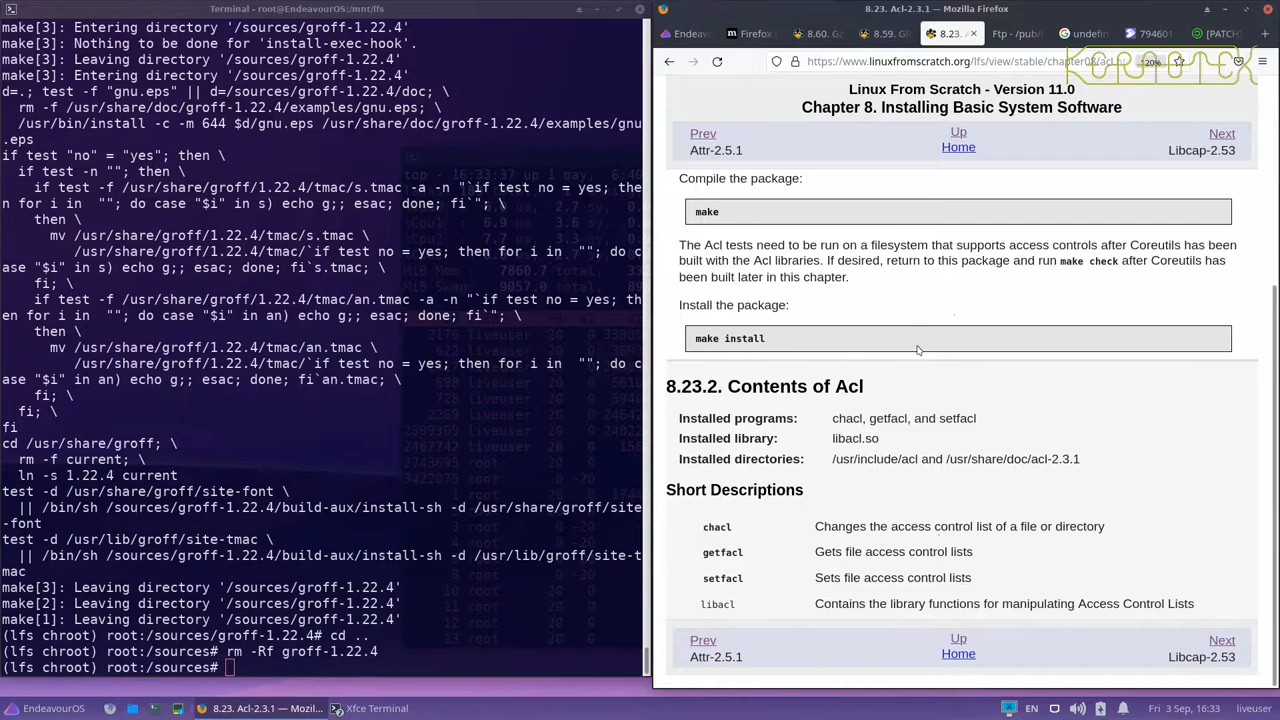 Terminal - root@EndeavourOS:/mnt/lfs
make[3]: Entering directory '/sources/groff-1.22.4'
make[3]: Nothing to be done for 'install-exec-hook'.
make[3]: Leaving directory '/sources/groff-1.22.4'
make[3]: Entering directory '/sources/groff-1.22.4'
d=.; test -f "gnu.eps" || d=/sources/groff-1.22.4/doc; \
rm -f /usr/share/doc/groff-1.22.4/examples/gnu.eps; \
/usr/bin/install -c -m 644 $d/gnu.eps /usr/share/doc/groff-1.22.4/examples/gnu
.eps
if test "no" = "yes"; then \
if test -n ""; then \
if test -f /usr/share/groff/1.22.4/tmac/s.tmac -a -n "`if test no = yes; the
n for i in  ""; do case "$i" in s) echo g;; esac; done; fi`"; \
then \
mv /usr/share/groff/1.22.4/tmac/s.tmac \
/usr/share/groff/1.22.4/tmac/`if test no = yes; then for i in  ""; do c
ase "$i" in s) echo g;; esac; done; fi`s.tmac; \
fi; \
if test -f /usr/share/groff/1.22.4/tmac/an.tmac -a -n "`if test no = yes; th
en for i in  ""; do case "$i" in an) echo g;; esac; done; fi`"; \
then \
mv /usr/share/groff/1.22.4/tmac/an.tmac \
/usr/share/groff/1.22.4/tmac/`if test no = yes; then for i in  ""; do c
ase "$i" in an) echo g;; esac; done; fi`an.tmac; \
fi; \
fi; \
fi
cd /usr/share/groff; \
rm -f current; \
ln -s 1.22.4 current
test -d /usr/share/groff/site-font \
|| /bin/sh /sources/groff-1.22.4/build-aux/install-sh -d /usr/share/groff/site
-font
test -d /usr/lib/groff/site-tmac \
|| /bin/sh /sources/groff-1.22.4/build-aux/install-sh -d /usr/lib/groff/site-t
mac
make[3]: Leaving directory '/sources/groff-1.22.4'
make[2]: Leaving directory '/sources/groff-1.22.4'
make[1]: Leaving directory '/sources/groff-1.22.4'
(lfs chroot) root:/sources/groff-1.22.4# cd ..
(lfs chroot) root:/sources# rm -Rf groff-1.22.4
(lfs chroot) root:/sources#
8.23. Acl-2.3.1 — Mozilla Firefox
Endeavo
Firefox
8.60. G
8.59. G
8.23. A
Ftp - /pub/
undefin
794601
[PATCH]
https://www.linuxfromscratch.org/lfs/view/stable/chapter08/acl
120%
Linux From Scratch - Version 11.0
Chapter 8. Installing Basic System Software
Prev
Attr-2.5.1
Up
Home
Next
Libcap-2.53
Compile the package:
make
The Acl tests need to be run on a filesystem that supports access controls after Coreutils has been
built with the Acl libraries. If desired, return to this package and run make check after Coreutils has
been built later in this chapter.
Install the package:
make install
8.23.2. Contents of Acl
Installed programs: chacl, getfacl, and setfacl
Installed library: libacl.so
Installed directories: /usr/include/acl and /usr/share/doc/acl-2.3.1
Short Descriptions
chacl Changes the access control list of a file or directory
getfacl Gets file access control lists
setfacl Sets file access control lists
libacl Contains the library functions for manipulating Access Control Lists
Prev
Attr-2.5.1
Up
Home
Next
Libcap-2.53
EndeavourOS
8.23. Acl-2.3.1 — Mozil...
Xfce Terminal
EN
Fri 3 Sep, 16:33
liveuser